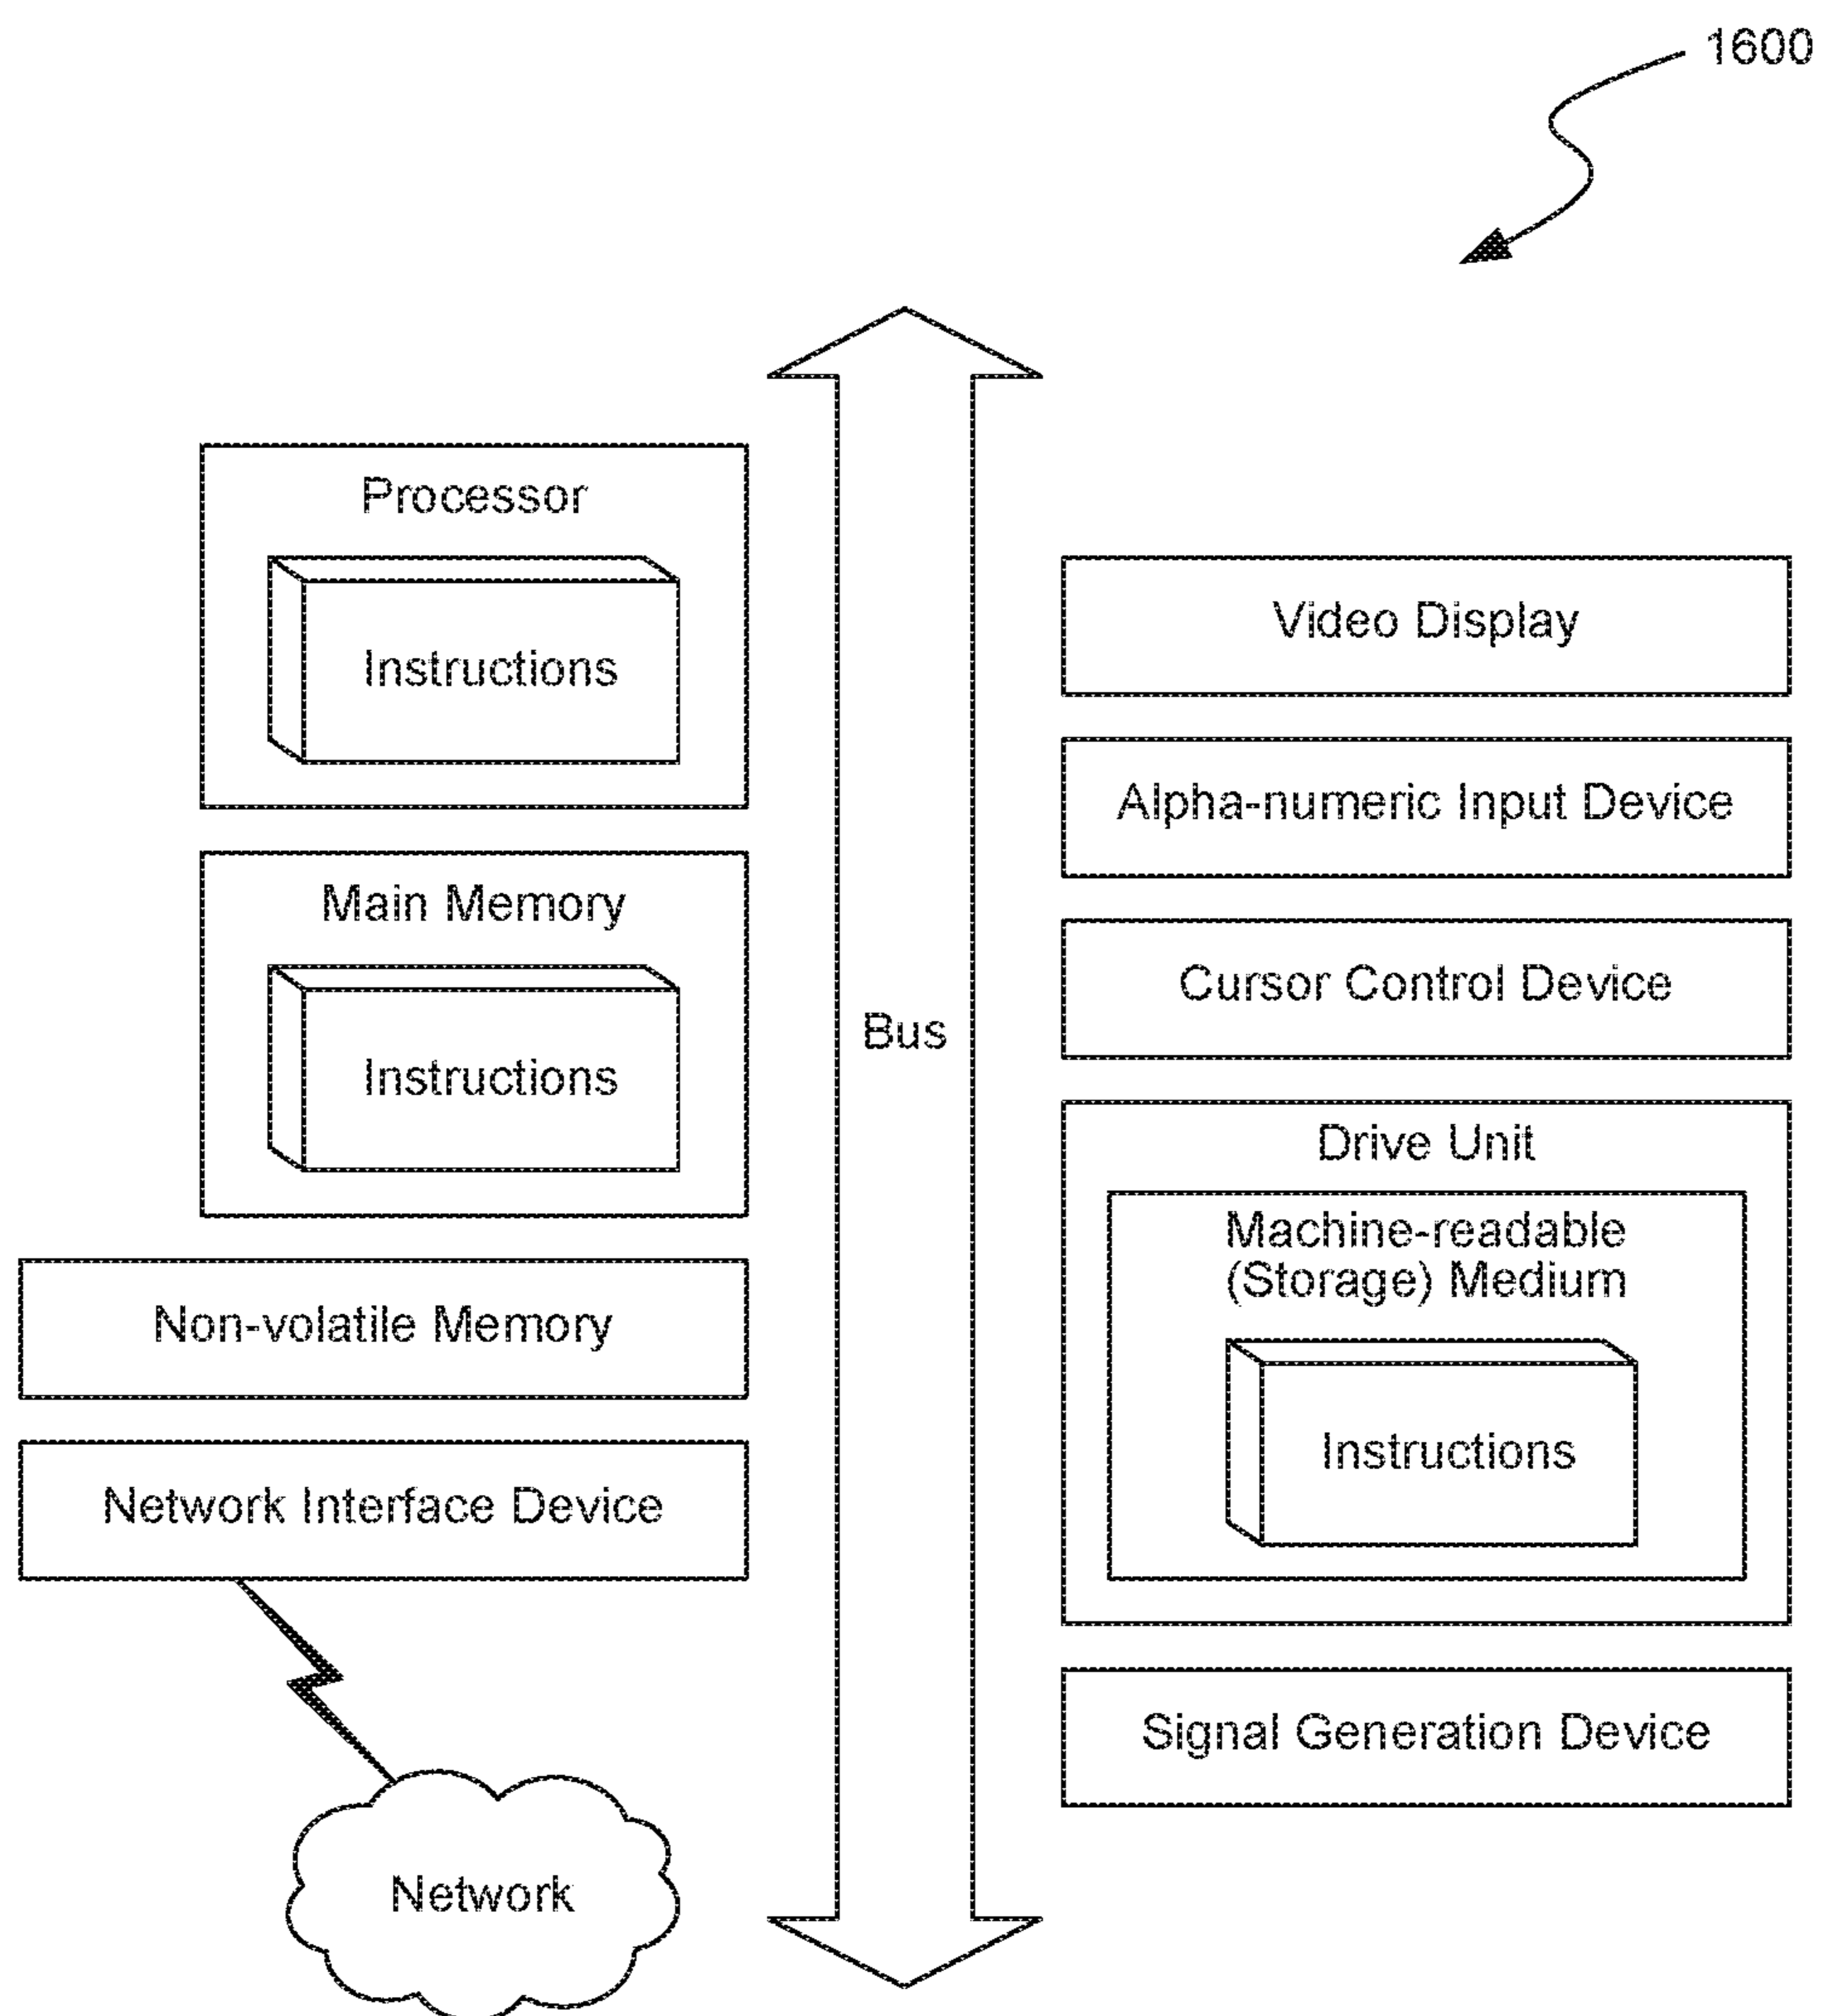 1600
Processor
Instructions
Main Memory
Instructions
Non-volatile Memory
Network Interface Device
Network
Bus
Video Display
Alpha-numeric Input Device
Cursor Control Device
Drive Unit
Machine-readable
(Storage) Medium
Instructions
Signal Generation Device